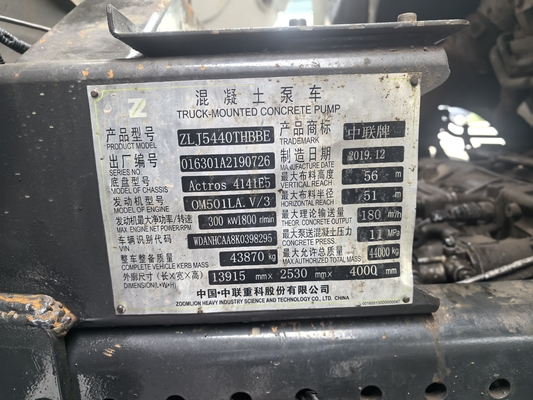 Z
混凝土泵车
TRUCK-MOUNTED CONCRETE PUMP
产品型号 ZLJ5440THBBE 产品商标 中联牌
PRODUCT MODEL TRADEMARK
出厂编号 016301A2190726 制造日期 2019.12
SERIES NO MANUFACTURED DATE
底盘型号 Actros 4141E5 最大布料高度 56 m
MODEL OF CHASSIS VERTICAL REACH
发动机型号 OM501LA.V/3 最大布料半径 51 m
MODEL OF ENGINE HORIZONTAL REACH
发动机最大净功率/转速 300 kW1800 r/min 最大理论输送量 180 m³/h
MAX. ENGINE NET POWER/REV. THEOR. CONCRETE OUTPUT
车辆识别代号 WDANHCAA8K0398295 最大泵送混凝土压力 11 MPa
VIN CONCRETE PRESS.
整车整备质量 43870 kg 最大允许总质量 44000 kg
COMPLETE VEHICLE KERB MASS MAX.AUTHORIZED TOTAL MASS
外廓尺寸(长×宽×高) 13915 mm× 2530 mm× 4000 mm
DIMENSION(L×W×H)
中国·中联重科股份有限公司
ZOOMLION HEAVY INDUSTRY SCIENCE AND TECHNOLOGY CO., LTD. CHINA